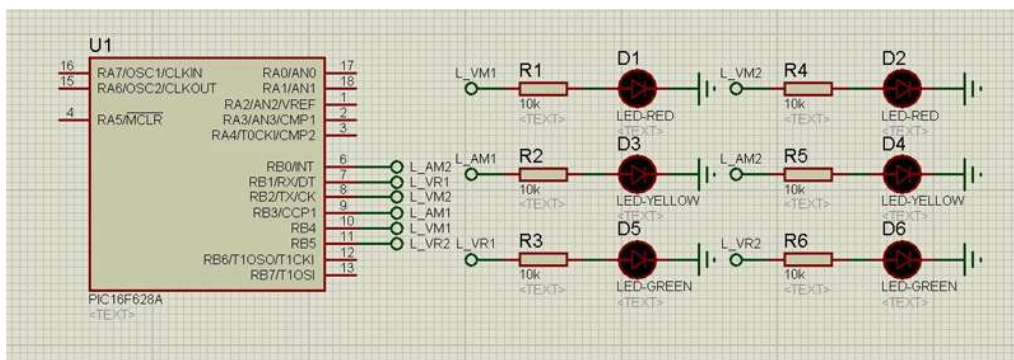 U1
16 RA7/OSC1/CLKIN RA0/AN0 17
15 RA6/OSC2/CLKOUT RA1/AN1 18
RA2/AN2/VREF 1
4 RA5/MCLR RA3/AN3/CMP1 2
RA4/T0CKI/CMP2 3
RB0/INT 6 L_AM2
RB1/RX/DT 7 L_VR1
RB2/TX/CK 8 L_VM2
RB3/CCP1 9 L_AM1
RB4 10 L_VM1
RB5 11 L_VR2
RB6/T1OSO/T1CKI 12
RB7/T1OSI 13
PIC16F628A
<TEXT>
L_VM1 R1 D1 L_VM2 R4 D2
10k LED-RED 10k LED-RED
<TEXT> <TEXT> <TEXT> <TEXT>
L_AM1 R2 D3 L_AM2 R5 D4
10k LED-YELLOW 10k LED-YELLOW
<TEXT> <TEXT> <TEXT> <TEXT>
L_VR1 R3 D5 L_VR2 R6 D6
10k LED-GREEN 10k LED-GREEN
<TEXT> <TEXT> <TEXT> <TEXT>